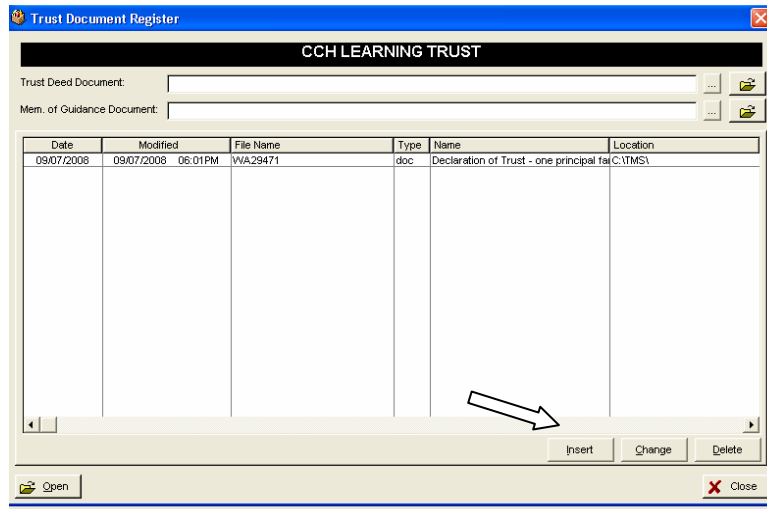 Trust Document Register
CCH LEARNING TRUST
Trust Deed Document: ...
Mem. of Guidance Document: ...
Date Modified File Name Type Name Location
09/07/2008 09/07/2008 06:01PM WA29471 doc Declaration of Trust - one principal fa C:\TMS\
Insert Change Delete
Open Close